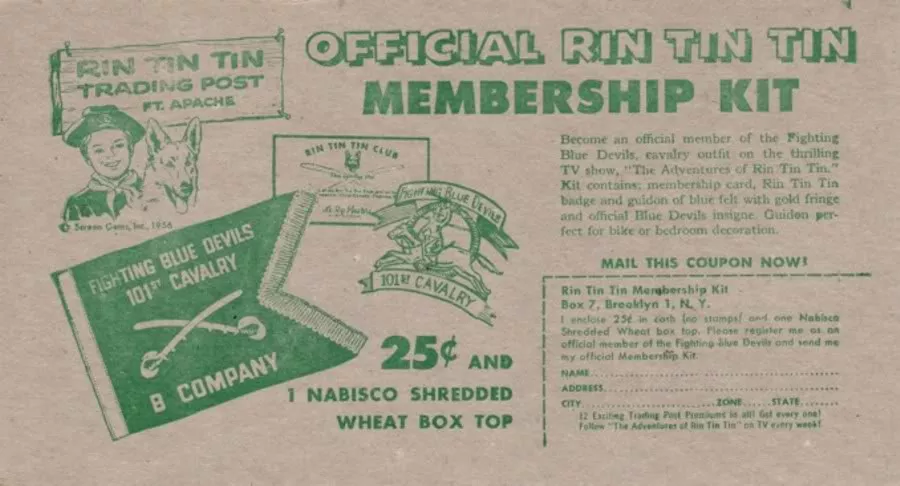 RIN TIN TIN
TRADING POST
FT. APACHE
© Screen Gems, Inc., 1956
OFFICIAL RIN TIN TIN
MEMBERSHIP KIT
RIN TIN TIN CLUB
FIGHTING BLUE DEVILS
101ST CAVALRY
FIGHTING BLUE DEVILS
101ST CAVALRY
B COMPANY
25¢ AND
1 NABISCO SHREDDED
WHEAT BOX TOP
Become an official member of the Fighting
Blue Devils, cavalry outfit on the thrilling
TV show, "The Adventures of Rin Tin Tin."
Kit contains: membership card, Rin Tin Tin
badge and guidon of blue felt with gold fringe
and official Blue Devils insigne. Guidon per-
fect for bike or bedroom decoration.
MAIL THIS COUPON NOW!
Rin Tin Tin Membership Kit
Box 7, Brooklyn 1, N. Y.
I enclose 25¢ in cash (no stamps) and one Nabisco
Shredded Wheat box top. Please register me as an
official member of the Fighting Blue Devils and send me
my official Membership Kit.
NAME
ADDRESS
CITY ZONE STATE
12 Exciting Trading Post Premiums in all! Get every one!
Follow "The Adventures of Rin Tin Tin" on TV every week!